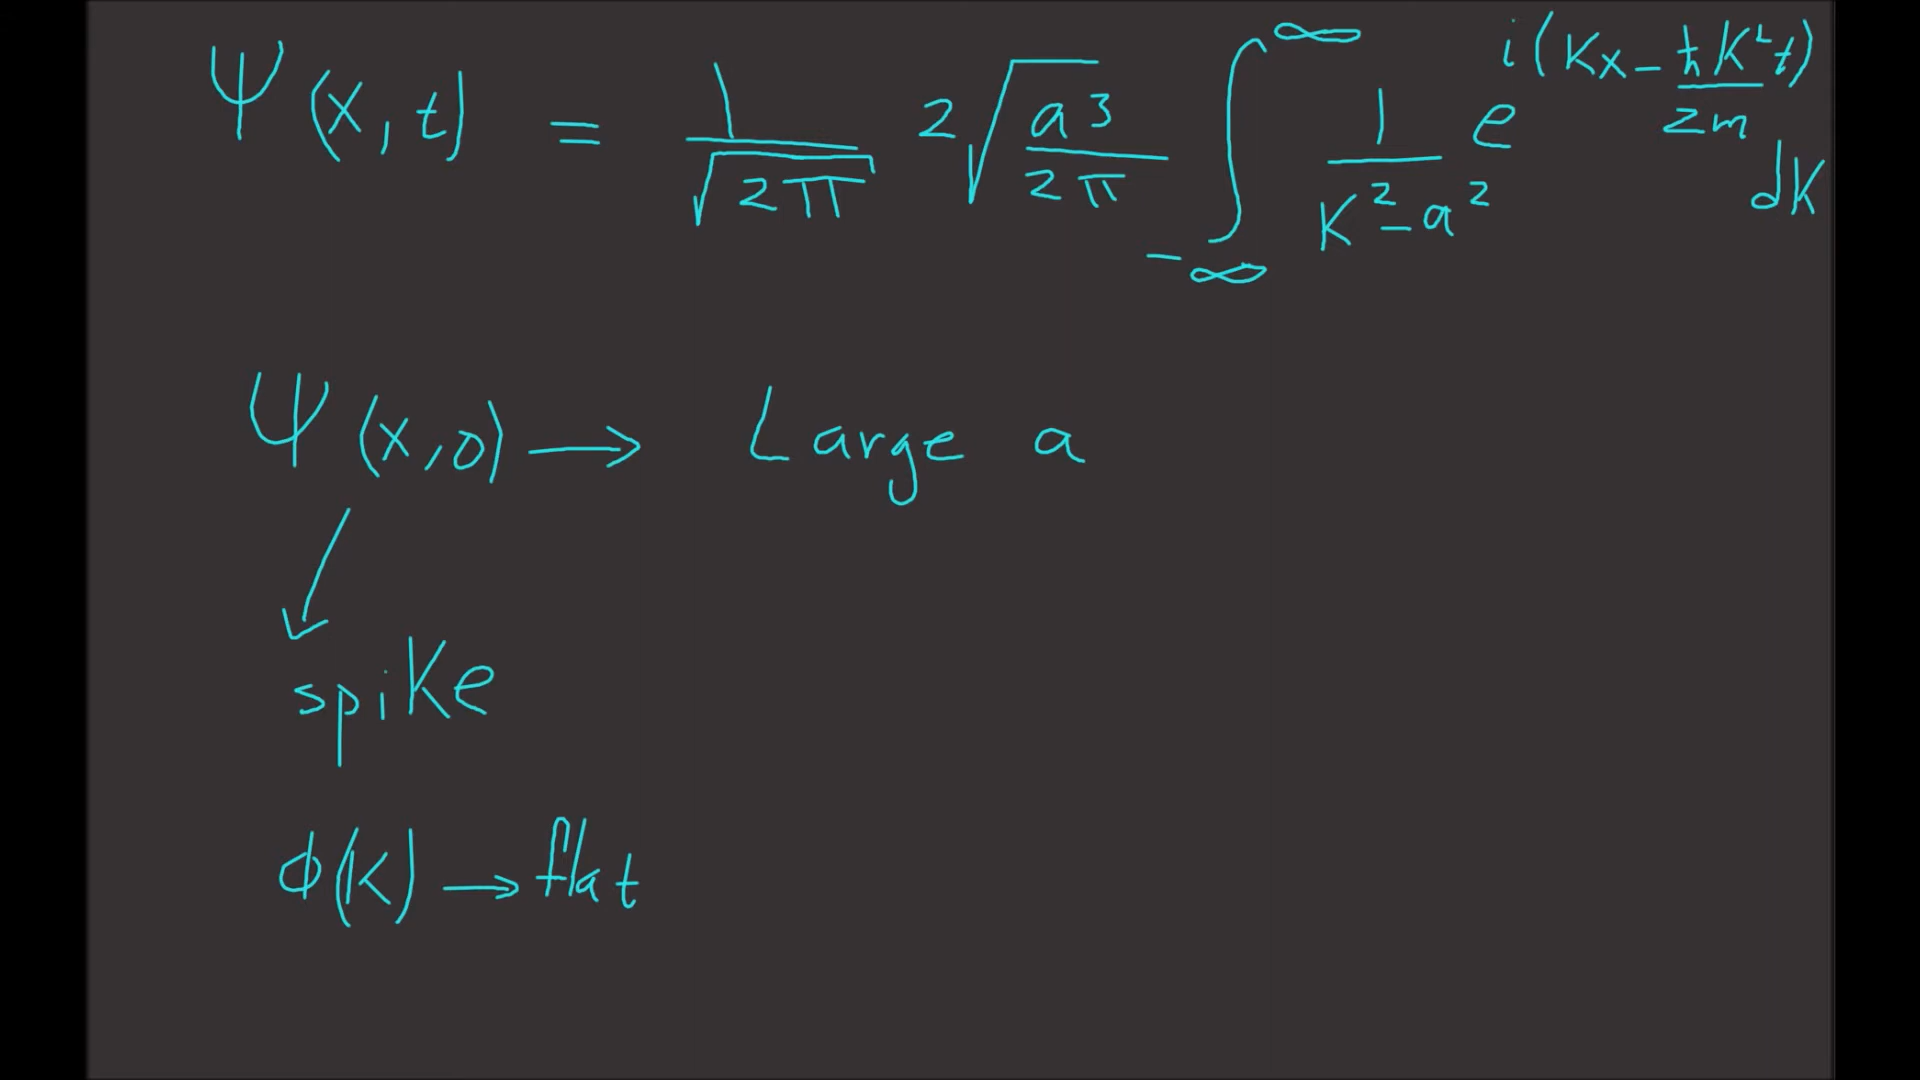 Ψ(x,t) = 1/√(2π) 2√(a³/2π) ∫_{-∞}^{∞} 1/(K²-a²) e^{i(Kx-ħK²t/2m)} dK
Ψ(x,0) → Large a
↓
spike
ϕ(K) → flat